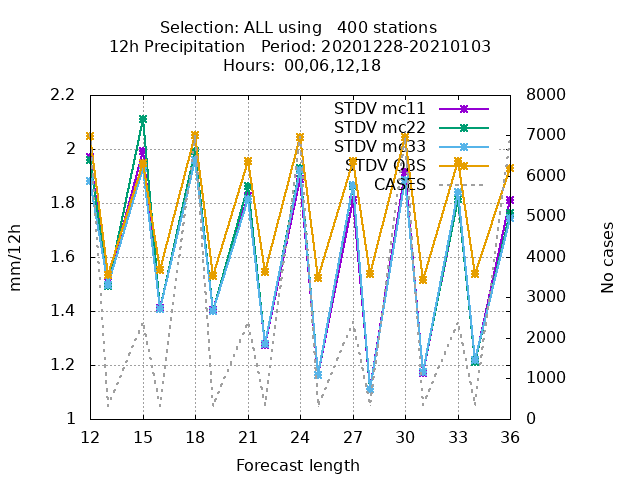 Selection: ALL using   400 stations
12h Precipitation   Period: 20201228-20210103
Hours: 00,06,12,18
2.2
2
1.8
1.6
1.4
1.2
1
mm/12h
8000
7000
6000
5000
4000
3000
2000
1000
0
No cases
STDV mc11
STDV mc22
STDV mc33
STDV OBS
CASES
12 15 18 21 24 27 30 33 36
Forecast length